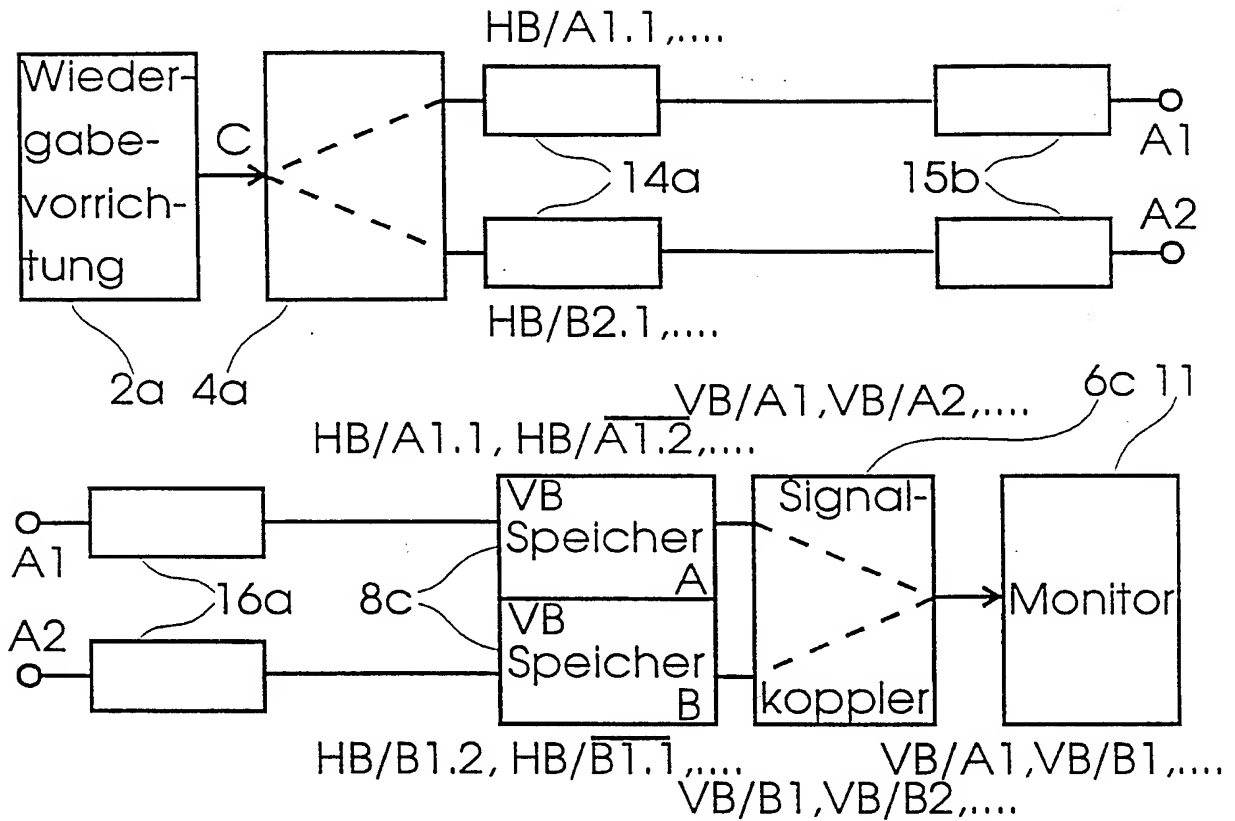 HB/A1.1,....
Wieder-
gabe-
vorrich-
tung
C
14a
15b
A1
A2
HB/B2.1,....
2a
4a
6c
11
VB/A1,VB/A2,....
HB/A1.1, HB/A̅1̅.̅2̅,....
A1
A2
16a
8c
VB
Speicher
A
VB
Speicher
B
Signal-
koppler
Monitor
HB/B1.2, HB/B̅1̅.̅1̅,....
VB/A1,VB/B1,....
VB/B1,VB/B2,....